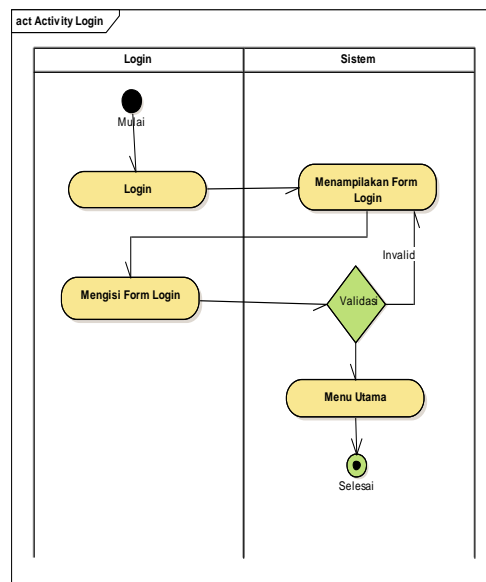 act Activity Login
Login
Sistem
Mulai
Login
Menampilakan Form
Login
Invalid
Mengisi Form Login
Validasi
Menu Utama
Selesai